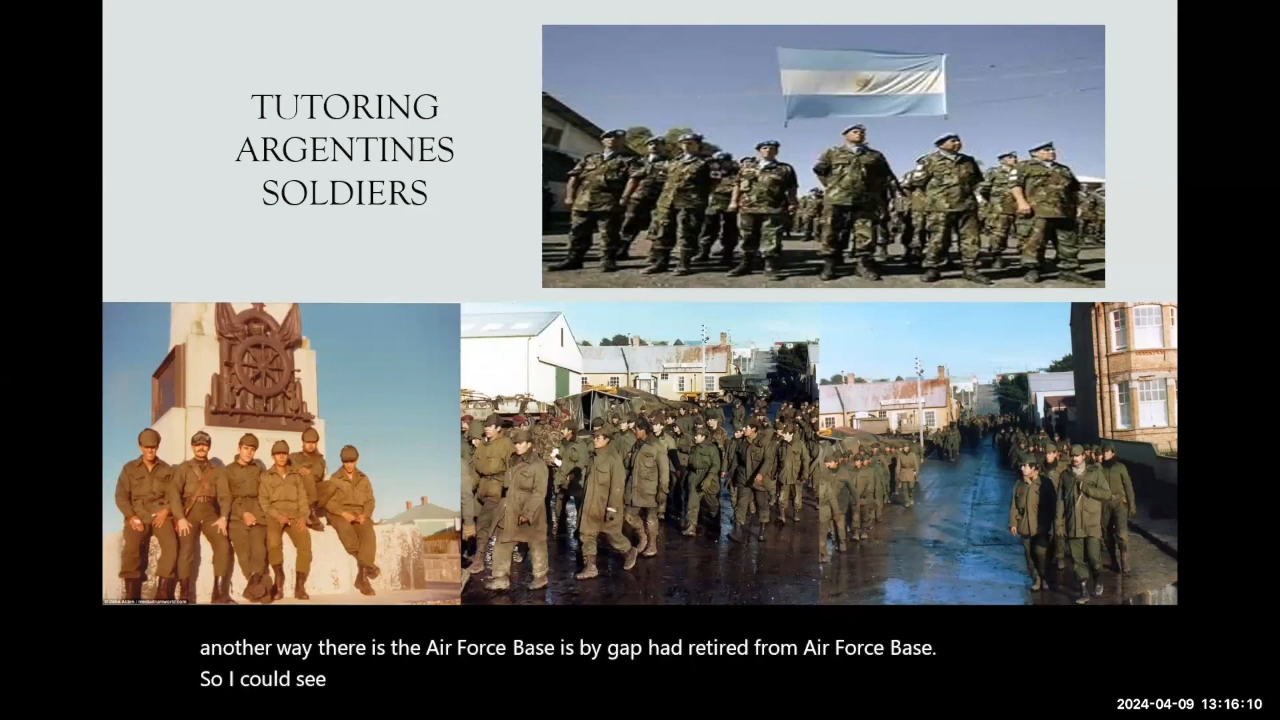 TUTORING
ARGENTINES
SOLDIERS
another way there is the Air Force Base is by gap had retired from Air Force Base.
So I could see
2024-04-09 13:16:10